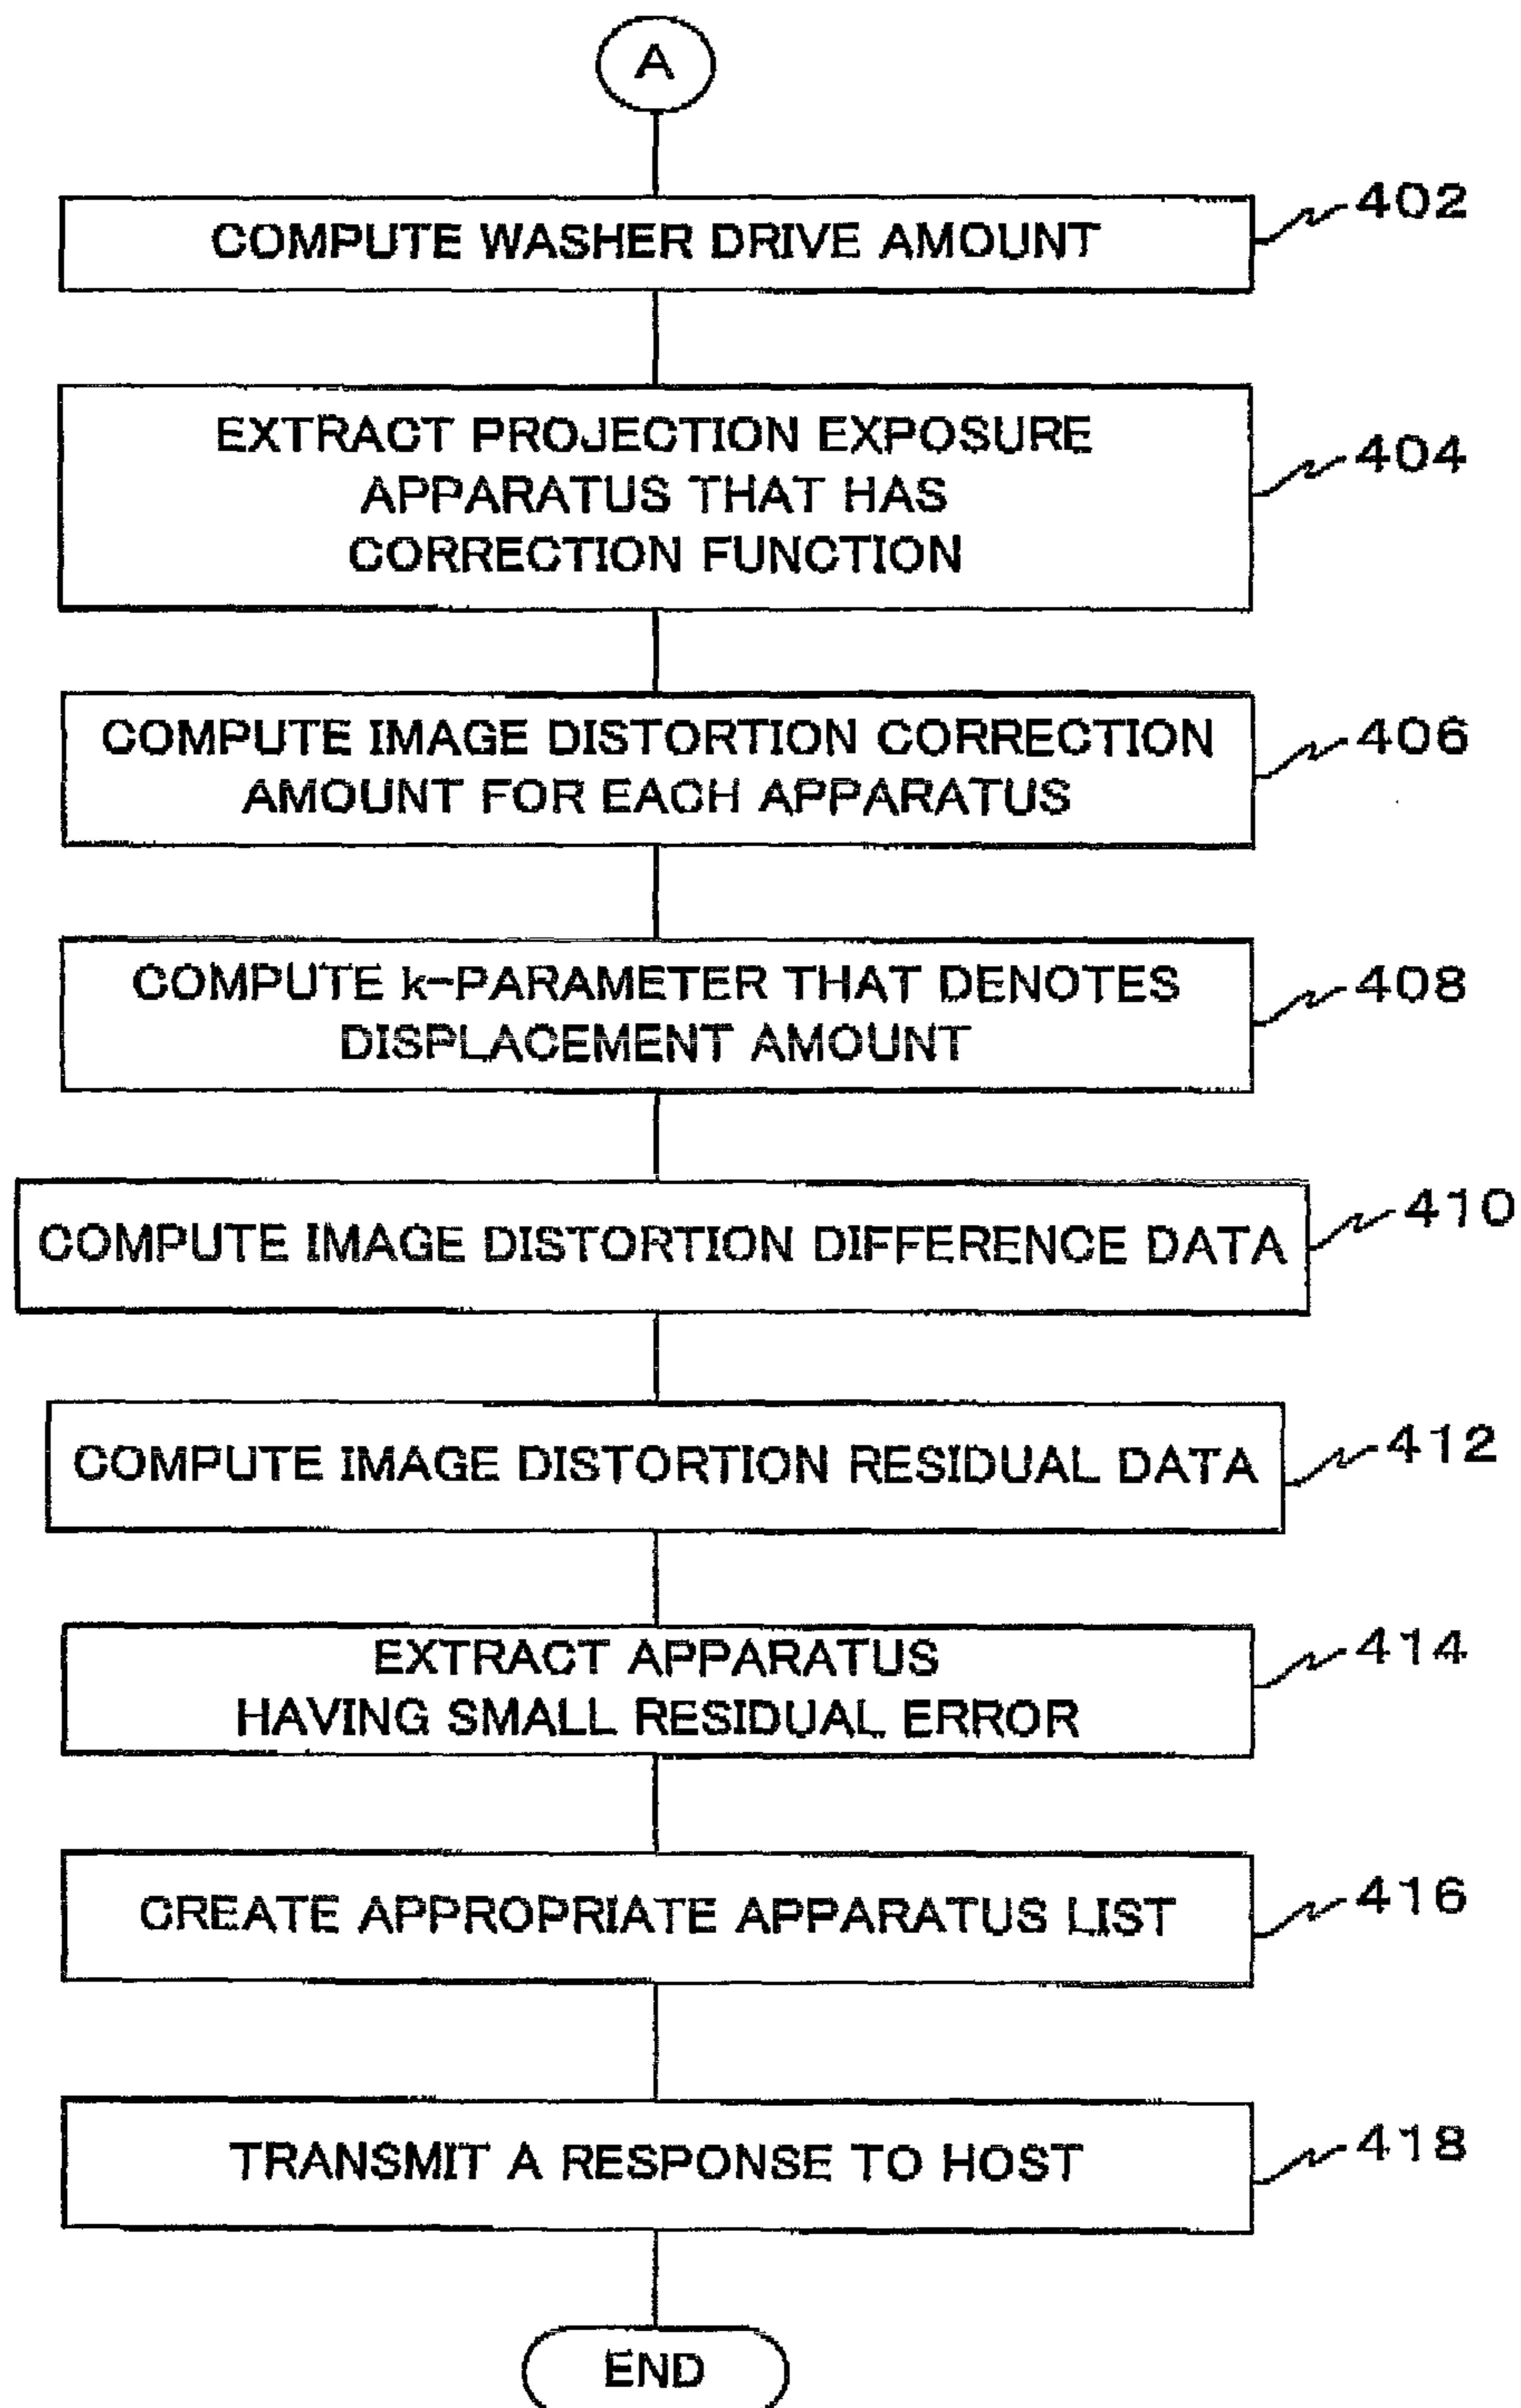 A
COMPUTE WASHER DRIVE AMOUNT
402
EXTRACT PROJECTION EXPOSURE
APPARATUS THAT HAS
CORRECTION FUNCTION
404
COMPUTE IMAGE DISTORTION CORRECTION
AMOUNT FOR EACH APPARATUS
406
COMPUTE k-PARAMETER THAT DENOTES
DISPLACEMENT AMOUNT
408
COMPUTE IMAGE DISTORTION DIFFERENCE DATA
410
COMPUTE IMAGE DISTORTION RESIDUAL DATA
412
EXTRACT APPARATUS
HAVING SMALL RESIDUAL ERROR
414
CREATE APPROPRIATE APPARATUS LIST
416
TRANSMIT A RESPONSE TO HOST
418
END